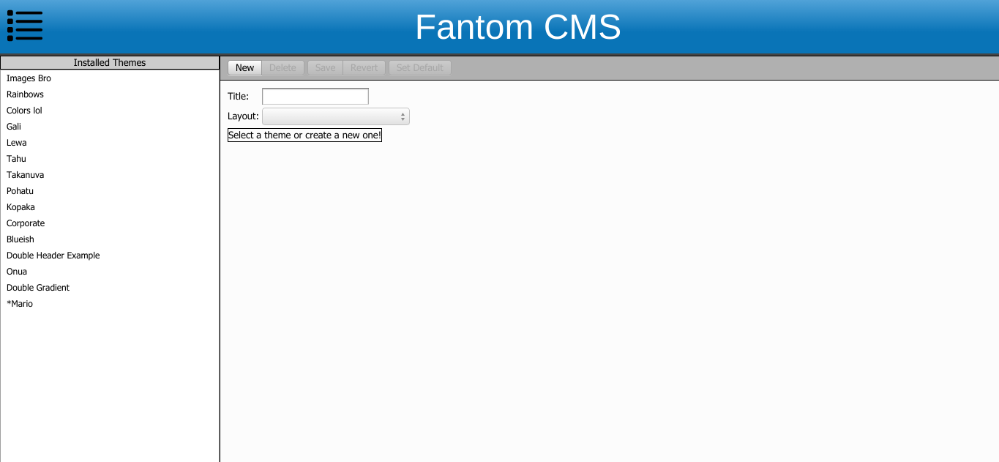 Fantom CMS
Installed Themes
Images Bro
Rainbows
Colors lol
Gali
Lewa
Tahu
Takanuva
Pohatu
Kopaka
Corporate
Blueish
Double Header Example
Onua
Double Gradient
*Mario
New Delete Save Revert Set Default
Title:
Layout:
Select a theme or create a new one!